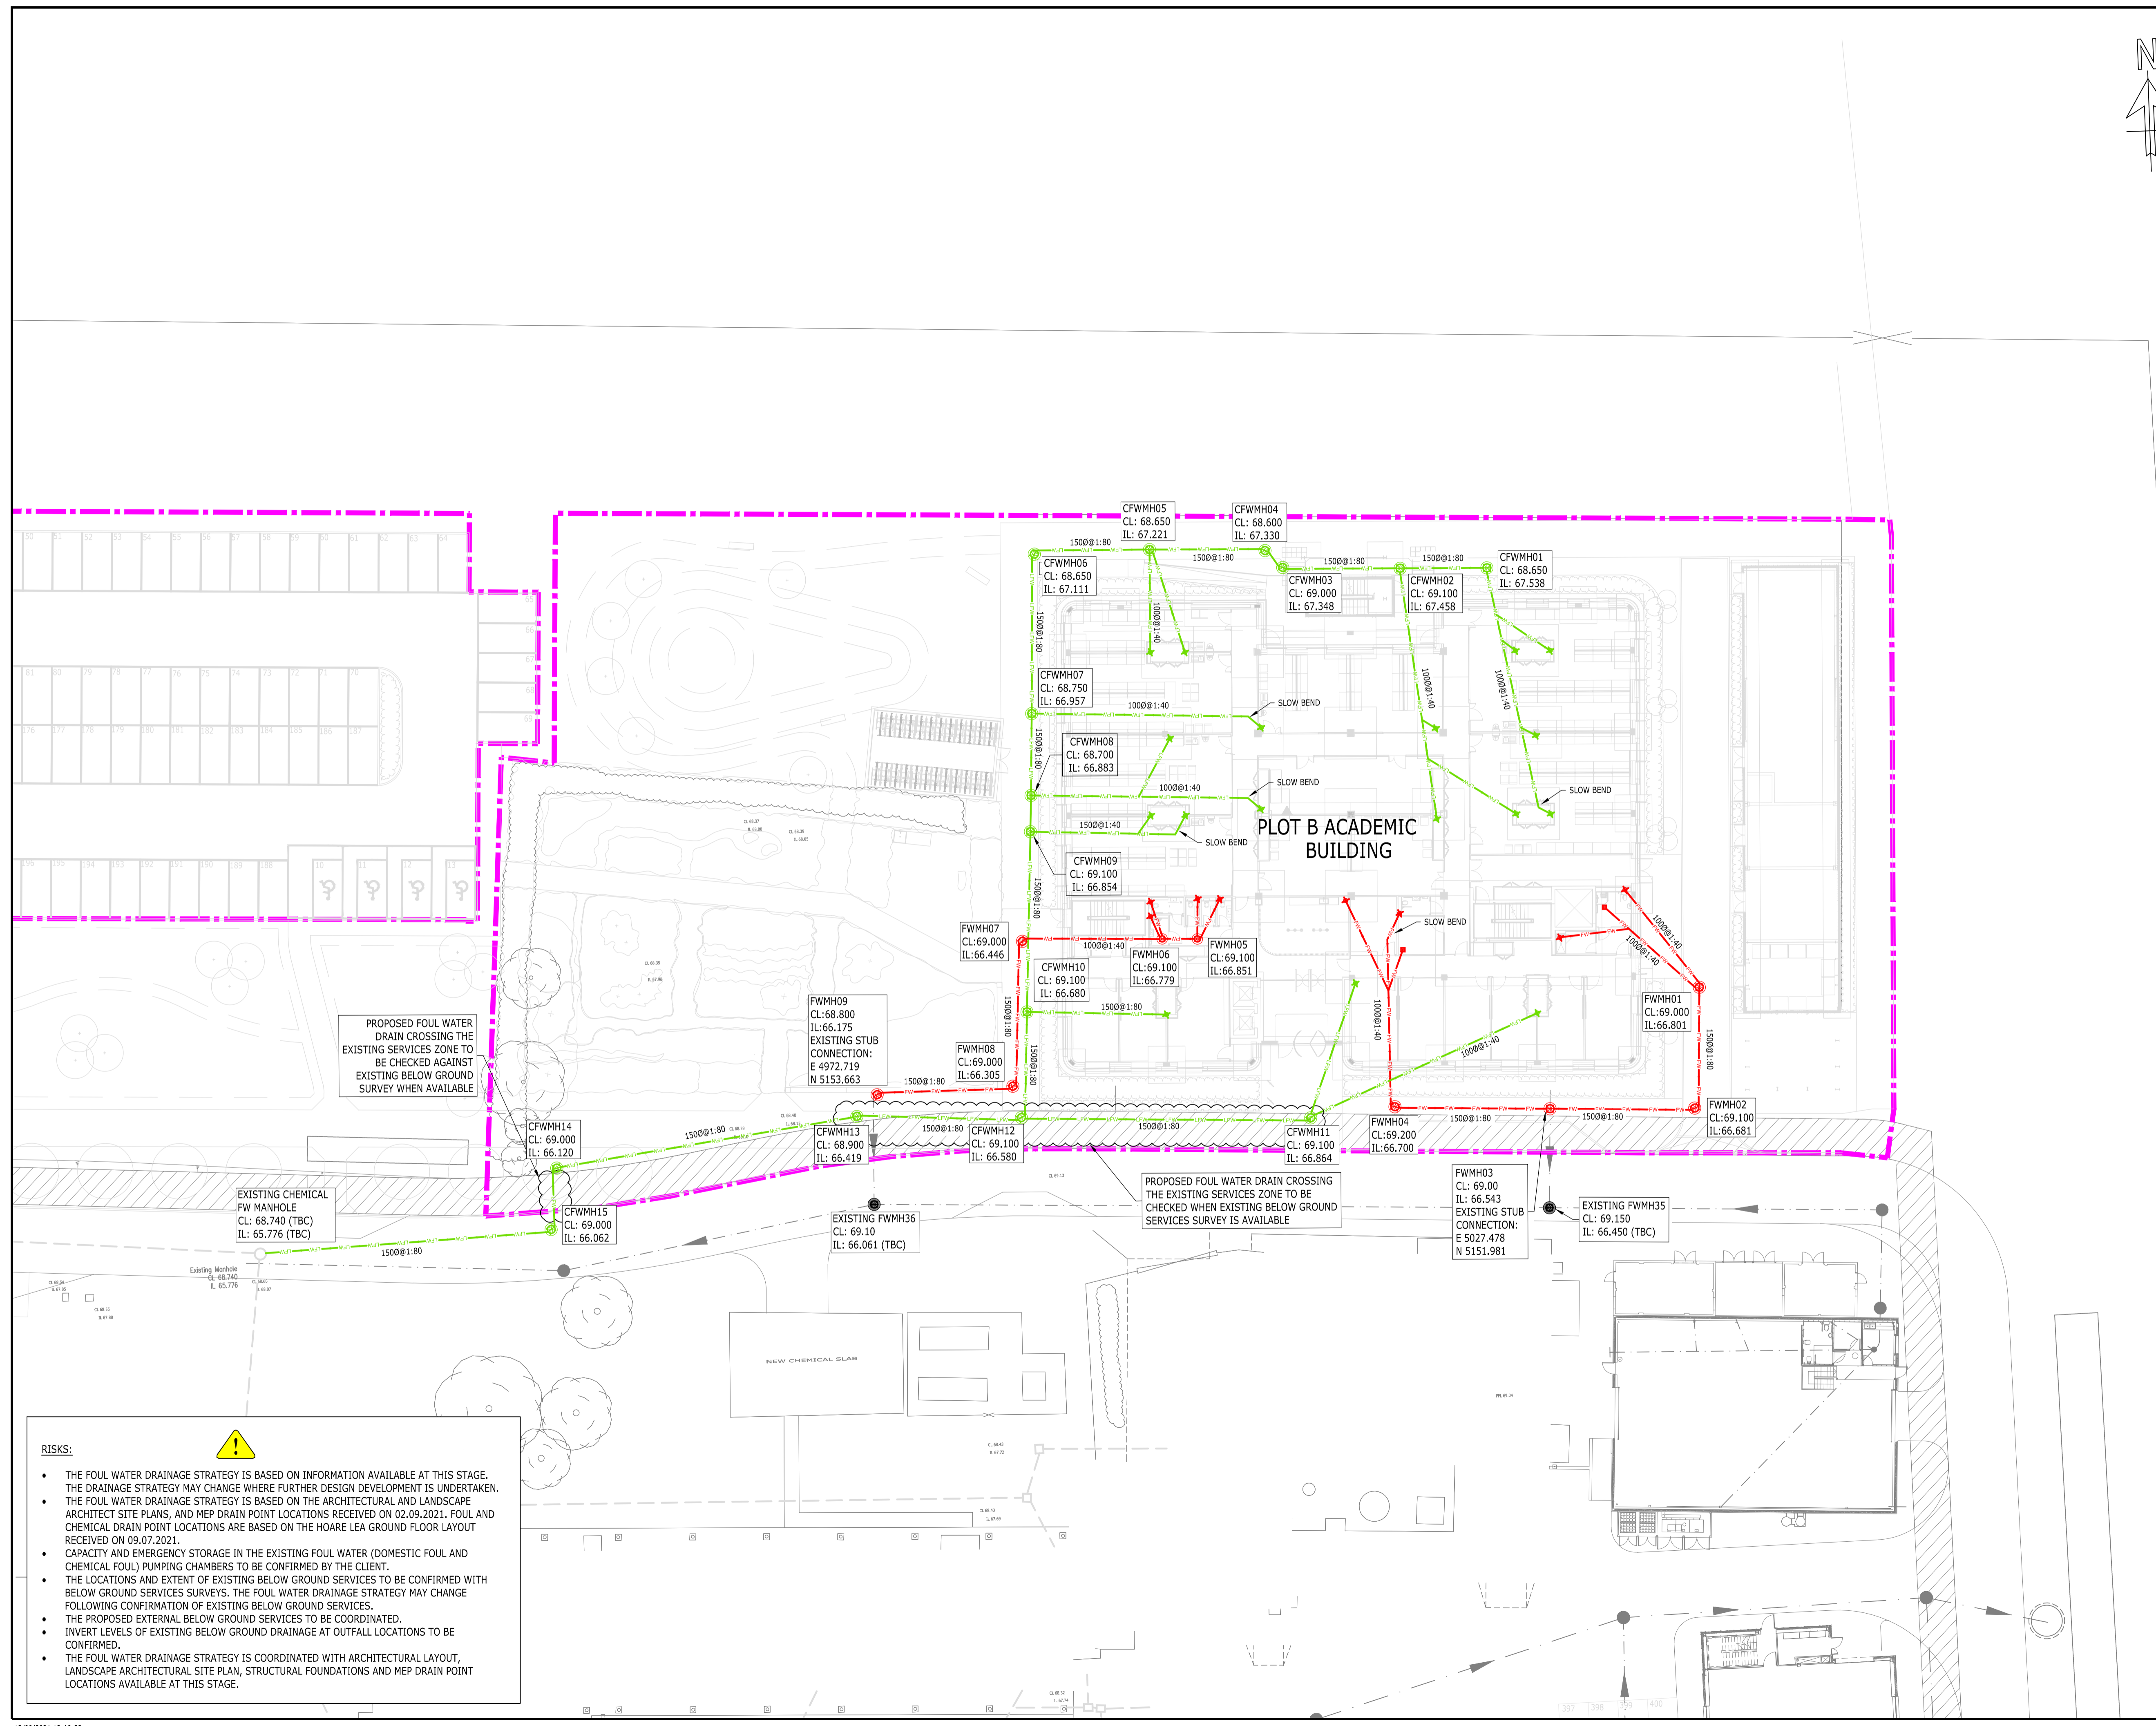 N
CFWMH05
CL: 68.650
IL: 67.221
CFWMH04
CL: 68.600
IL: 67.330
150Ø@1:80
150Ø@1:80
150Ø@1:80
150Ø@1:80
CFWMH01
CL: 68.650
IL: 67.538
CFWMH06
CL: 68.650
IL: 67.111
CFWMH03
CL: 69.000
IL: 67.348
CFWMH02
CL: 69.100
IL: 67.458
150Ø@1:80
100Ø@1:40
100Ø@1:40
100Ø@1:40
CFWMH07
CL: 68.750
IL: 66.957
100Ø@1:40
SLOW BEND
150Ø@1:80
CFWMH08
CL: 68.700
IL: 66.883
100Ø@1:40
SLOW BEND
SLOW BEND
150Ø@1:40
SLOW BEND
PLOT B ACADEMIC
BUILDING
CFWMH09
CL: 69.100
IL: 66.854
150Ø@1:80
FWMH07
CL:69.000
IL:66.446
100Ø@1:40
FWMH06
CL:69.100
IL:66.779
FWMH05
CL:69.100
IL:66.851
SLOW BEND
100Ø@1:40
100Ø@1:40
CFWMH10
CL: 69.100
IL: 66.680
150Ø@1:80
150Ø@1:80
100Ø@1:40
FWMH01
CL:69.000
IL:66.801
150Ø@1:80
FWMH09
CL:68.800
IL:66.175
EXISTING STUB
CONNECTION:
E 4972.719
N 5153.663
FWMH08
CL:69.000
IL:66.305
150Ø@1:80
150Ø@1:80
100Ø@1:40
PROPOSED FOUL WATER
DRAIN CROSSING THE
EXISTING SERVICES ZONE TO
BE CHECKED AGAINST
EXISTING BELOW GROUND
SURVEY WHEN AVAILABLE
CFWMH14
CL: 69.000
IL: 66.120
150Ø@1:80
CFWMH13
CL: 68.900
IL: 66.419
150Ø@1:80
CFWMH12
CL: 69.100
IL: 66.580
150Ø@1:80
CFWMH11
CL: 69.100
IL: 66.864
FWMH04
CL:69.200
IL:66.700
150Ø@1:80
150Ø@1:80
FWMH02
CL:69.100
IL:66.681
EXISTING CHEMICAL
FW MANHOLE
CL: 68.740 (TBC)
IL: 65.776 (TBC)
150Ø@1:80
CFWMH15
CL: 69.000
IL: 66.062
EXISTING FWMH36
CL: 69.10
IL: 66.061 (TBC)
PROPOSED FOUL WATER DRAIN CROSSING
THE EXISTING SERVICES ZONE TO BE
CHECKED WHEN EXISTING BELOW GROUND
SERVICES SURVEY IS AVAILABLE
FWMH03
CL: 69.00
IL: 66.543
EXISTING STUB
CONNECTION:
E 5027.478
N 5151.981
EXISTING FWMH35
CL: 69.150
IL: 66.450 (TBC)
Existing Manhole
CL 68.740
IL 65.776
NEW CHEMICAL SLAB
RISKS:
• THE FOUL WATER DRAINAGE STRATEGY IS BASED ON INFORMATION AVAILABLE AT THIS STAGE.
THE DRAINAGE STRATEGY MAY CHANGE WHERE FURTHER DESIGN DEVELOPMENT IS UNDERTAKEN.
• THE FOUL WATER DRAINAGE STRATEGY IS BASED ON THE ARCHITECTURAL AND LANDSCAPE
ARCHITECT SITE PLANS, AND MEP DRAIN POINT LOCATIONS RECEIVED ON 02.09.2021. FOUL AND
CHEMICAL DRAIN POINT LOCATIONS ARE BASED ON THE HOARE LEA GROUND FLOOR LAYOUT
RECEIVED ON 09.07.2021.
• CAPACITY AND EMERGENCY STORAGE IN THE EXISTING FOUL WATER (DOMESTIC FOUL AND
CHEMICAL FOUL) PUMPING CHAMBERS TO BE CONFIRMED BY THE CLIENT.
• THE LOCATIONS AND EXTENT OF EXISTING BELOW GROUND SERVICES TO BE CONFIRMED WITH
BELOW GROUND SERVICES SURVEYS. THE FOUL WATER DRAINAGE STRATEGY MAY CHANGE
FOLLOWING CONFIRMATION OF EXISTING BELOW GROUND SERVICES.
• THE PROPOSED EXTERNAL BELOW GROUND SERVICES TO BE COORDINATED.
• INVERT LEVELS OF EXISTING BELOW GROUND DRAINAGE AT OUTFALL LOCATIONS TO BE
CONFIRMED.
• THE FOUL WATER DRAINAGE STRATEGY IS COORDINATED WITH ARCHITECTURAL LAYOUT,
LANDSCAPE ARCHITECTURAL SITE PLAN, STRUCTURAL FOUNDATIONS AND MEP DRAIN POINT
LOCATIONS AVAILABLE AT THIS STAGE.